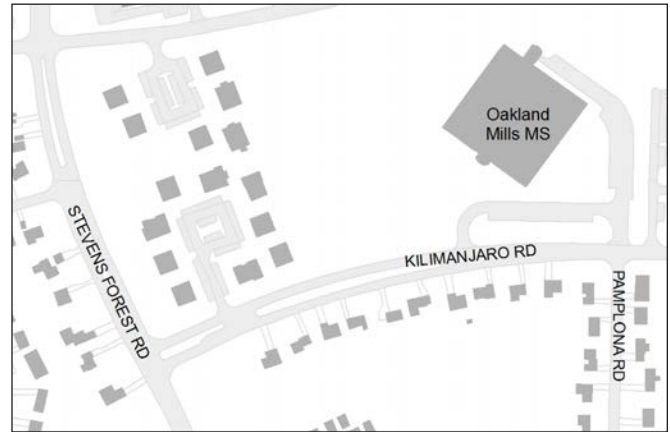 Oakland
Mills MS
STEVENS FOREST RD
KILIMANJARO RD
PAMPLONA RD